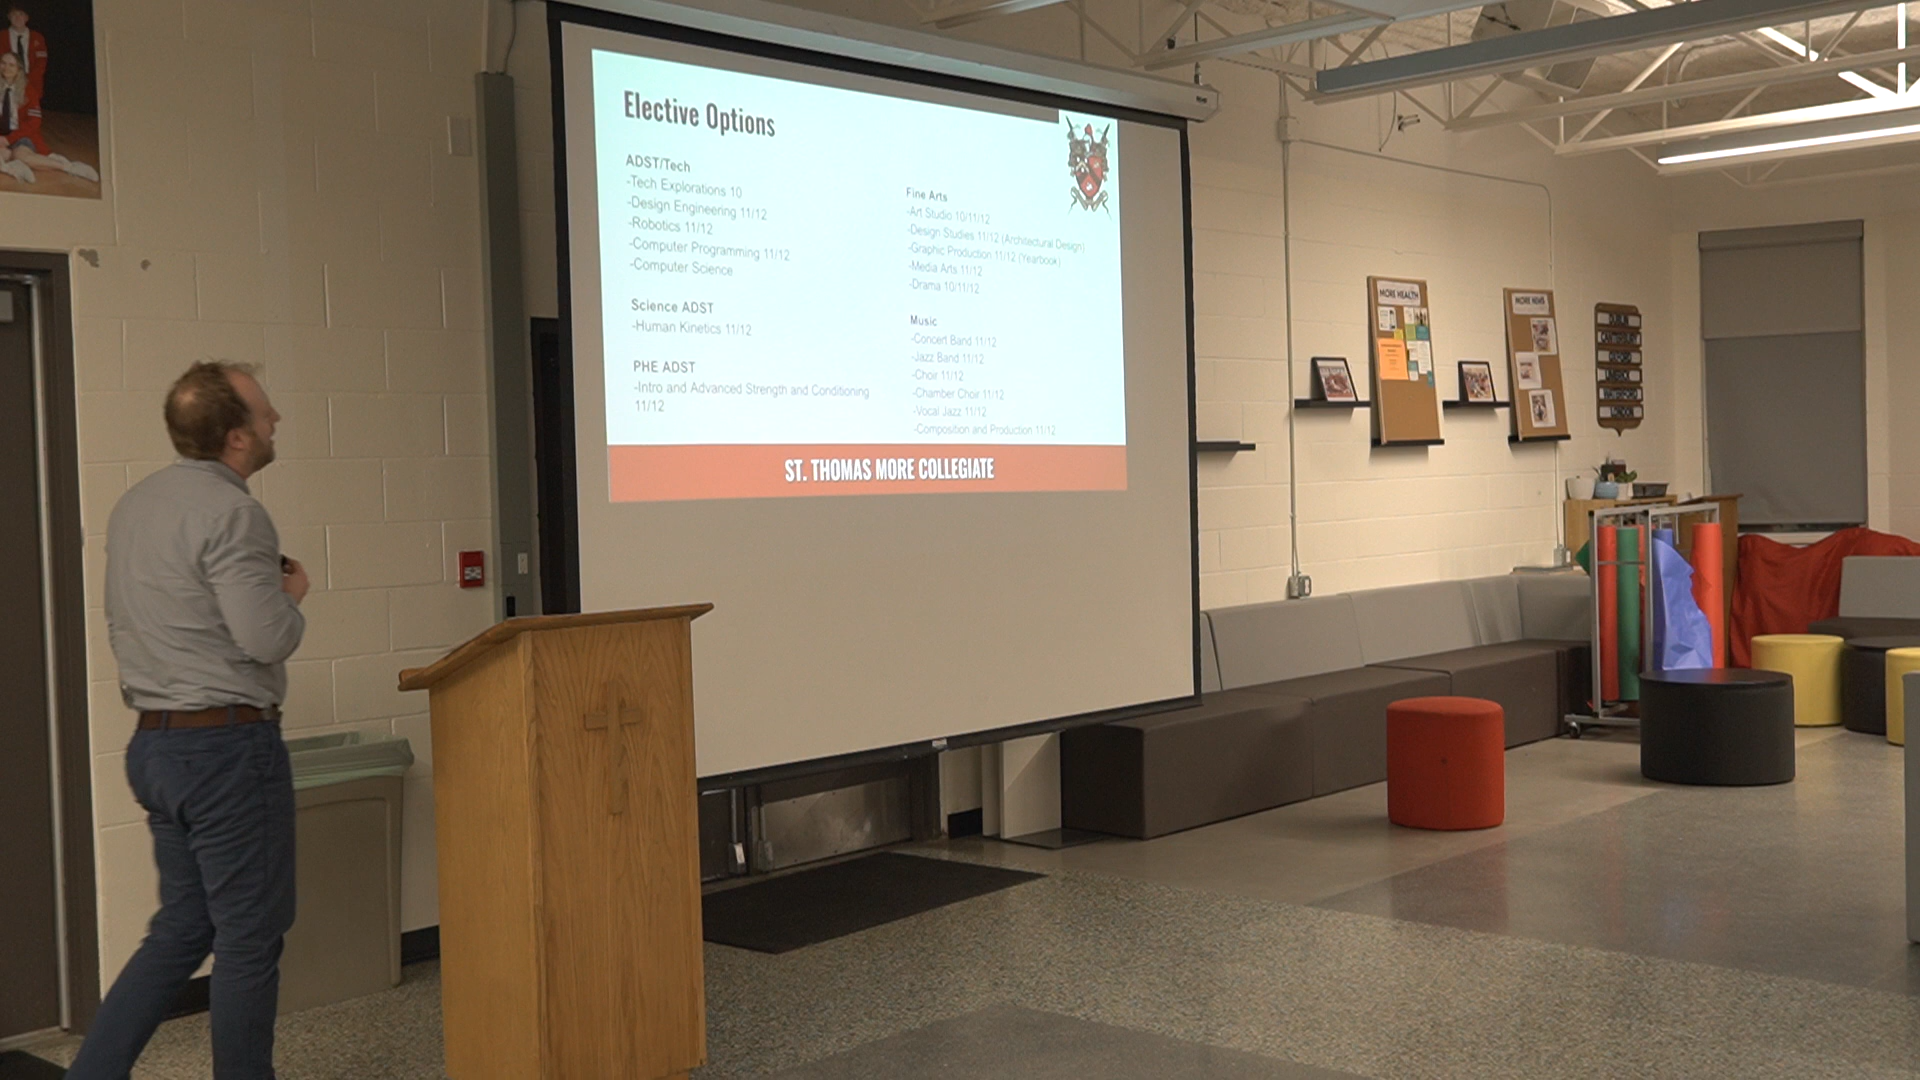 Elective Options
ADST/Tech
-Tech Explorations 10
-Design Engineering 11/12
-Robotics 11/12
-Computer Programming 11/12
-Computer Science
Science ADST
-Human Kinetics 11/12
PHE ADST
-Intro and Advanced Strength and Conditioning
11/12
Fine Arts
-Art Studio 10/11/12
-Design Studies 11/12 (Architectural Design)
-Graphic Production 11/12 (Yearbook)
-Media Arts 11/12
-Drama 10/11/12
Music
-Concert Band 11/12
-Jazz Band 11/12
-Choir 11/12
-Chamber Choir 11/12
-Vocal Jazz 11/12
-Composition and Production 11/12
ST. THOMAS MORE COLLEGIATE
MORE HEALTH
MORE NEWS